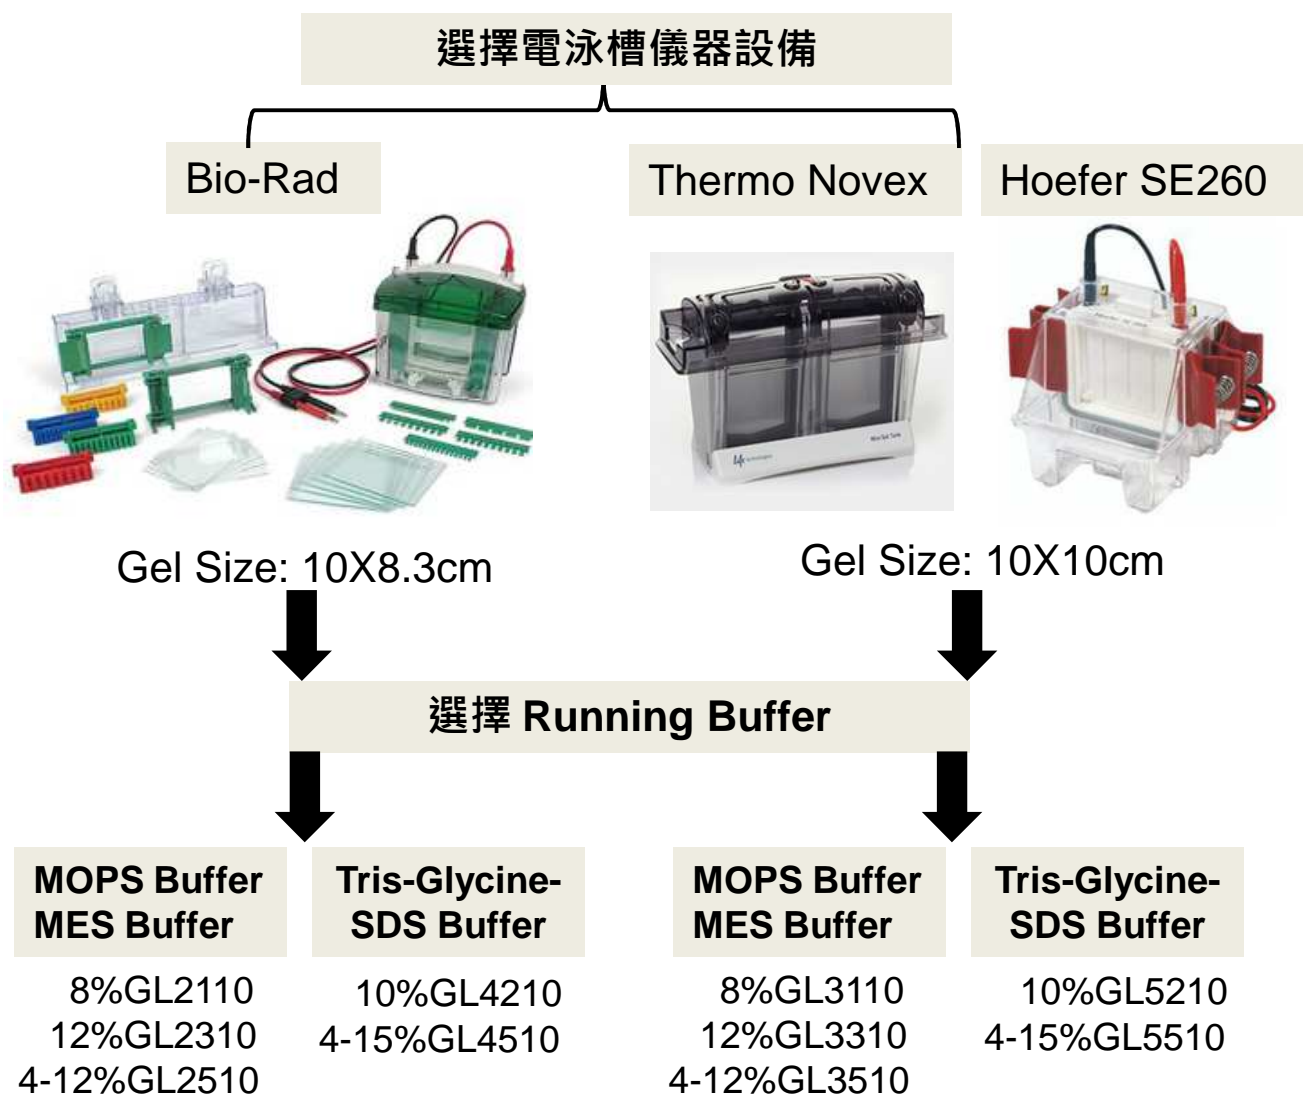 選擇電泳槽儀器設備
Bio-Rad
Thermo Novex
Hoefer SE260
Gel Size: 10X8.3cm
Gel Size: 10X10cm
選擇 Running Buffer
MOPS Buffer
MES Buffer
Tris-Glycine-
SDS Buffer
MOPS Buffer
MES Buffer
Tris-Glycine-
SDS Buffer
8%GL2110
12%GL2310
4-12%GL2510
10%GL4210
4-15%GL4510
8%GL3110
12%GL3310
4-12%GL3510
10%GL5210
4-15%GL5510